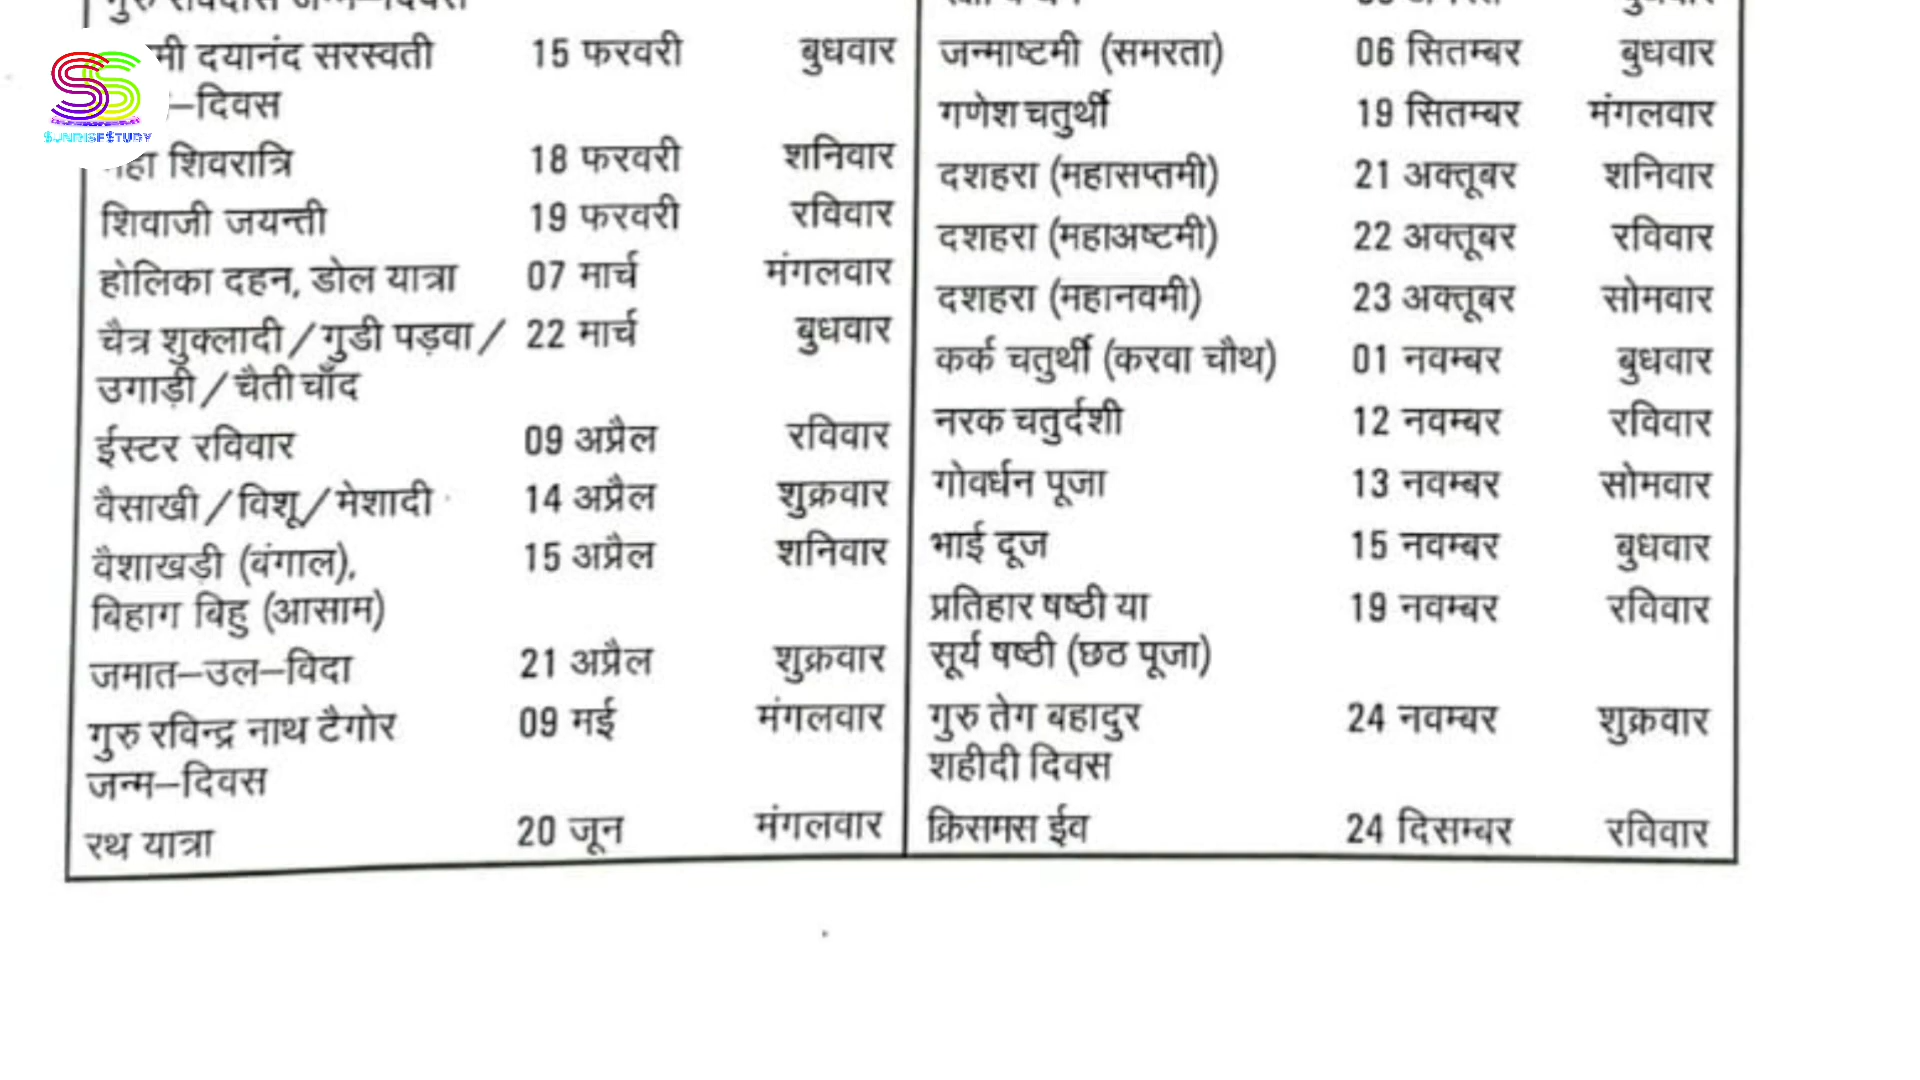 SUNRISE STUDY
दयानंद सरस्वती 15 फरवरी बुधवार
–दिवस
शिवरात्रि 18 फरवरी शनिवार
शिवाजी जयन्ती 19 फरवरी रविवार
होलिका दहन, डोल यात्रा 07 मार्च मंगलवार
चैत्र शुक्लादी / गुडी पड़वा / 22 मार्च बुधवार
उगाड़ी / चैती चाँद
ईस्टर रविवार 09 अप्रैल रविवार
वैसाखी / विशू / मेशादी 14 अप्रैल शुक्रवार
वैशाखड़ी (बंगाल), 15 अप्रैल शनिवार
बिहाग बिहु (आसाम)
जमात–उल–विदा 21 अप्रैल शुक्रवार
गुरु रविन्द्र नाथ टैगोर 09 मई मंगलवार
जन्म–दिवस
रथ यात्रा 20 जून मंगलवार
जन्माष्टमी (समरता) 06 सितम्बर बुधवार
गणेश चतुर्थी 19 सितम्बर मंगलवार
दशहरा (महासप्तमी) 21 अक्तूबर शनिवार
दशहरा (महाअष्टमी) 22 अक्तूबर रविवार
दशहरा (महानवमी) 23 अक्तूबर सोमवार
कर्क चतुर्थी (करवा चौथ) 01 नवम्बर बुधवार
नरक चतुर्दशी 12 नवम्बर रविवार
गोवर्धन पूजा 13 नवम्बर सोमवार
भाई दूज 15 नवम्बर बुधवार
प्रतिहार षष्ठी या 19 नवम्बर रविवार
सूर्य षष्ठी (छठ पूजा)
गुरु तेग बहादुर 24 नवम्बर शुक्रवार
शहीदी दिवस
क्रिसमस ईव 24 दिसम्बर रविवार